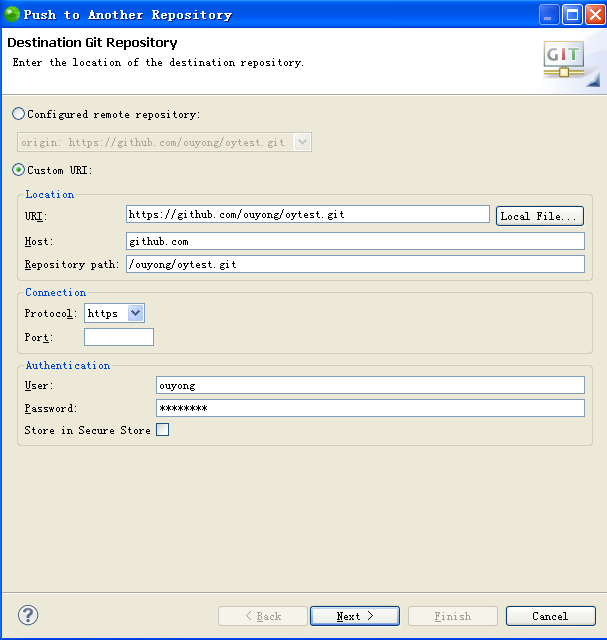 Push to Another Repository
Destination Git Repository
Enter the location of the destination repository.
GIT
Configured remote repository:
origin: https://github.com/ouyong/oytest.git
Custom URI:
Location
URI: https://github.com/ouyong/oytest.git Local File...
Host: github.com
Repository path: /ouyong/oytest.git
Connection
Protocol: https
Port:
Authentication
User: ouyong
Password: ********
Store in Secure Store
? < Back Next > Finish Cancel